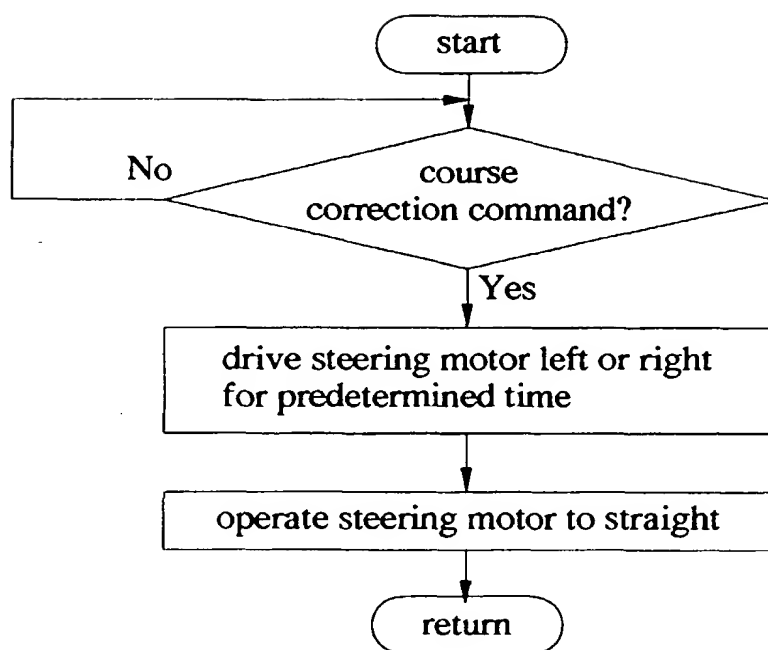 start
No
course
correction command?
Yes
drive steering motor left or right
for predetermined time
operate steering motor to straight
return